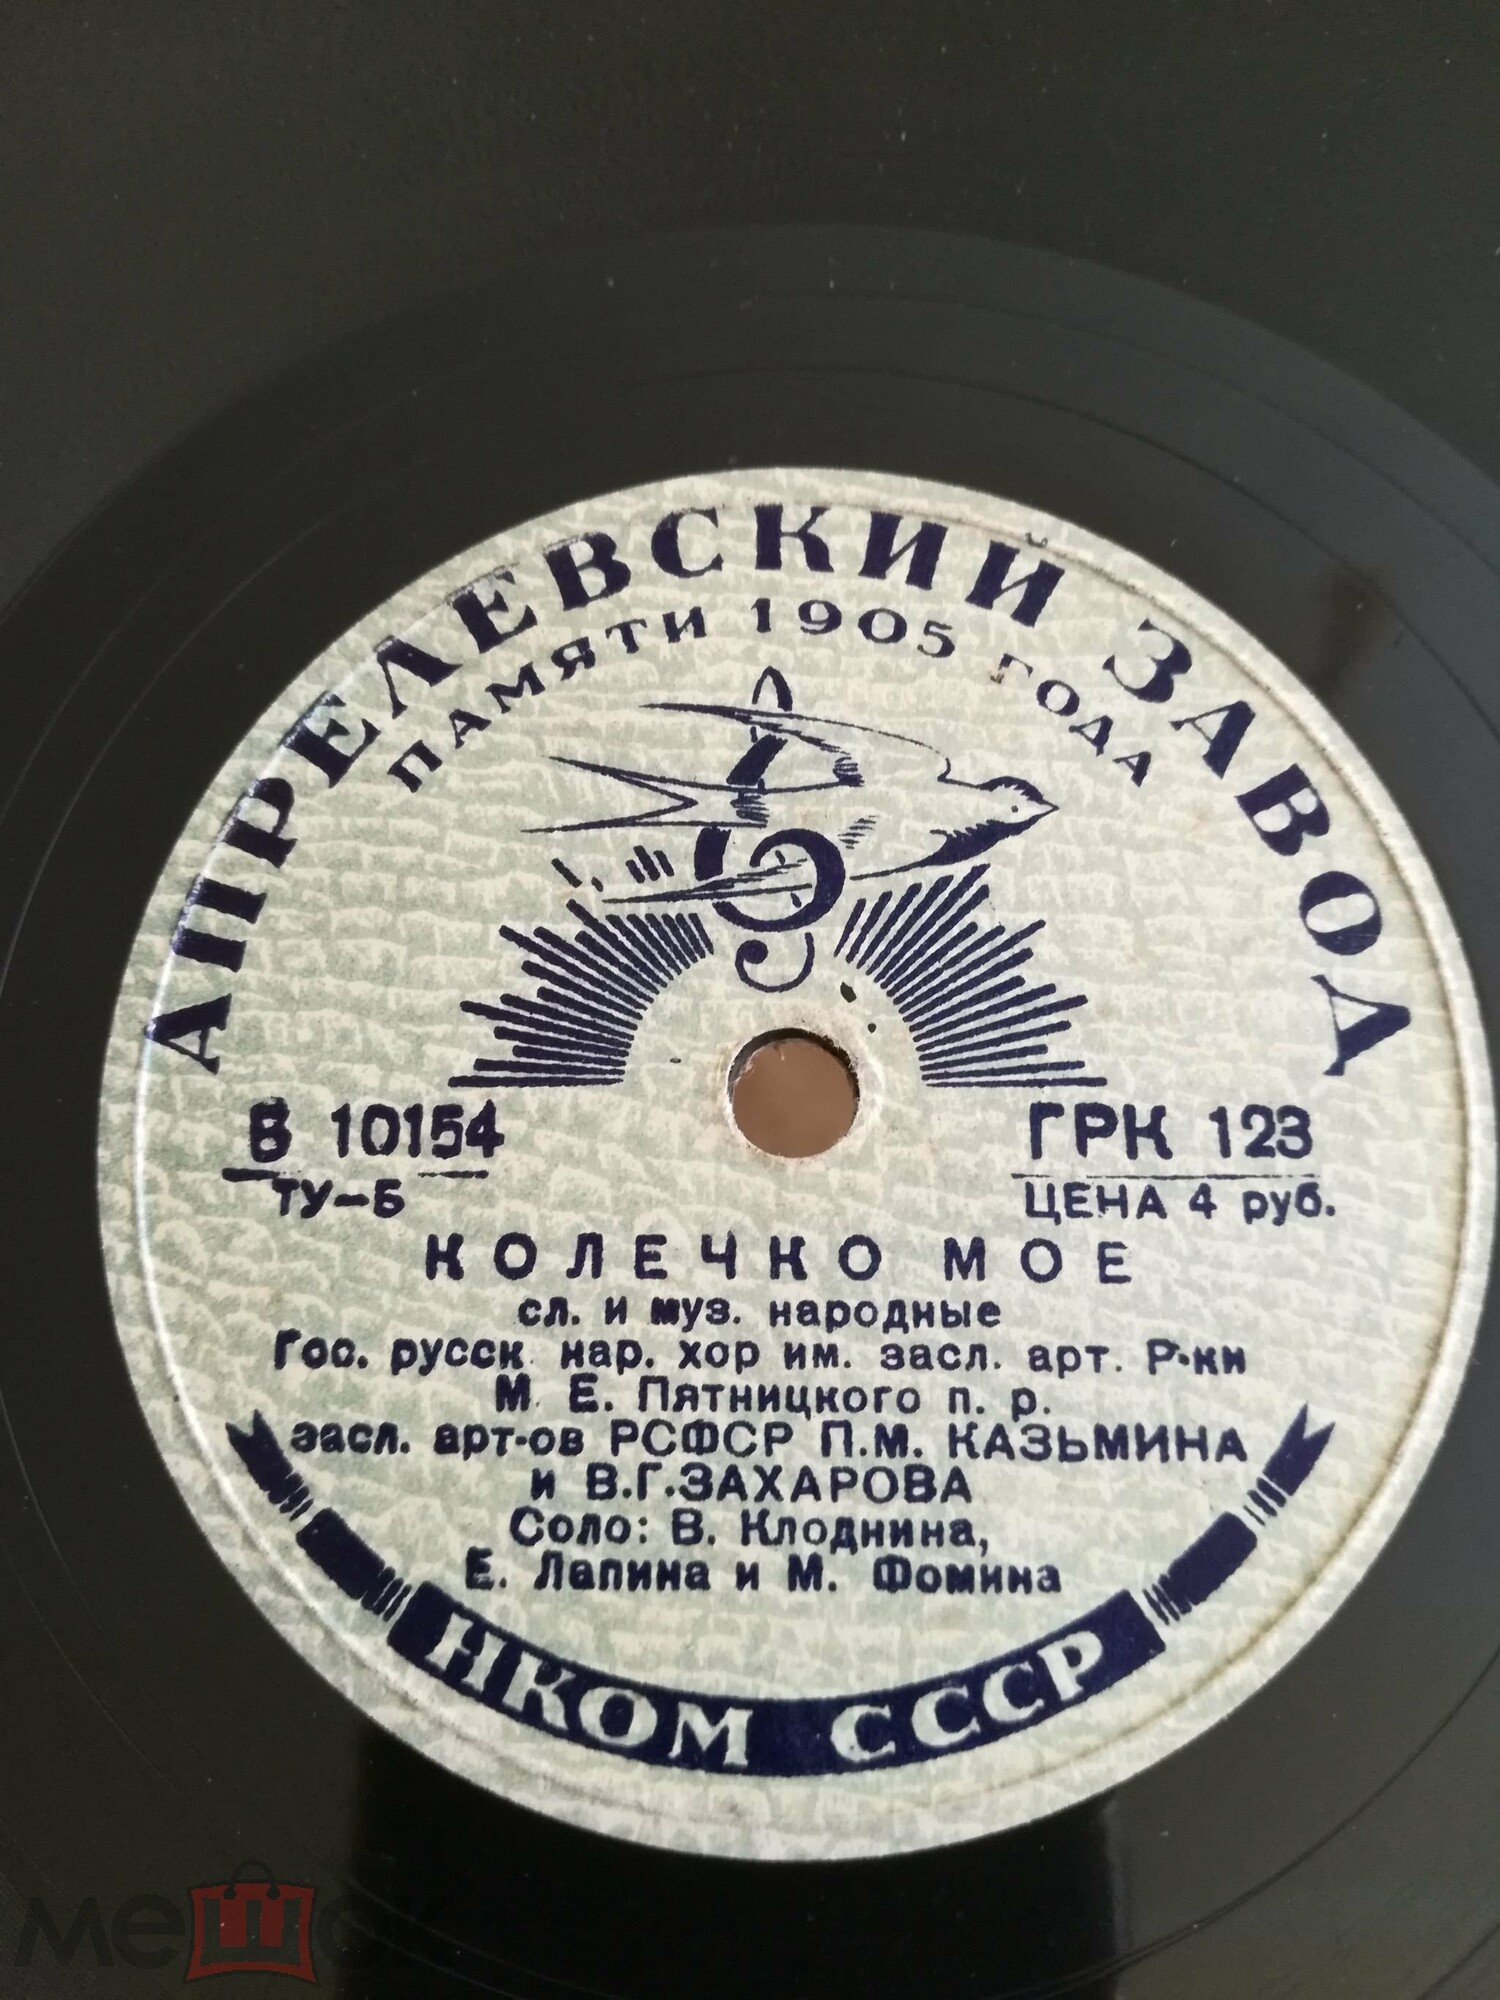 АПРЕЛЕВСКИЙ ЗАВОД
ПАМЯТИ 1905 ГОДА
В 10154
ТУ-Б
ГРК 123
ЦЕНА 4 руб.
КОЛЕЧКО МОЕ
сл. и муз. народные
Гос. русск. нар. хор им. засл. арт. Р-ки
М. Е. Пятницкого п. р.
засл. арт-ов РСФСР П.М. КАЗЬМИНА
и В.Г.ЗАХАРОВА
Соло: В. Клоднина,
Е. Лапина и М. Фомина
НКОМ СССР
мешок